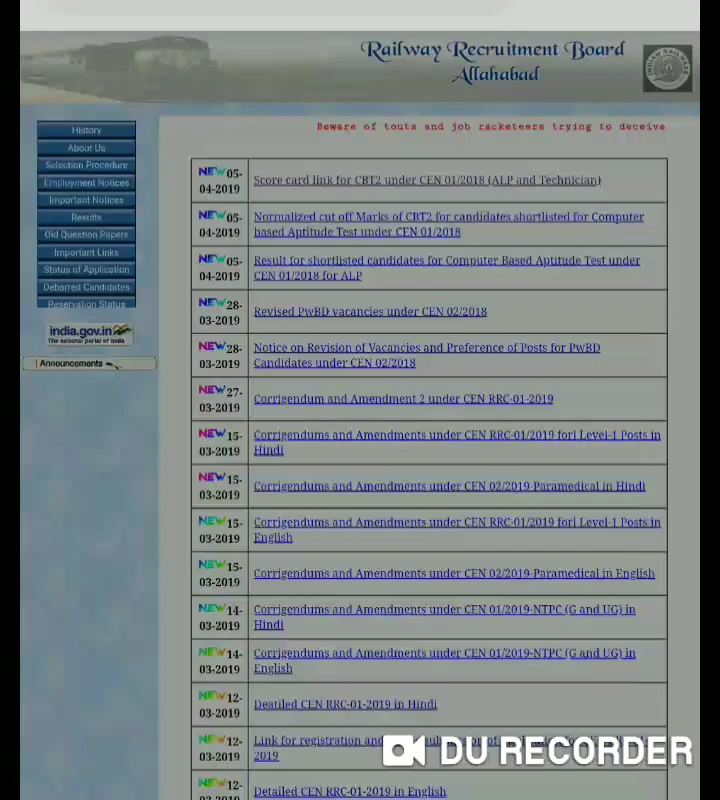 Railway Recruitment Board
Allahabad
Beware of touts and job racketeers trying to deceive
History
About Us
Selection Procedure
Employment Notices
Important Notices
Results
Old Question Papers
Important Links
Status of Application
Debarred Candidates
Reservation Status
india.gov.in
The national portal of India
Announcements
NEW 05-
04-2019
Score card link for CBT2 under CEN 01/2018 (ALP and Technician)
NEW 05-
04-2019
Normalized cut off Marks of CBT2 for candidates shortlisted for Computer
based Aptitude Test under CEN 01/2018
NEW 05-
04-2019
Result for shortlisted candidates for Computer Based Aptitude Test under
CEN 01/2018 for ALP
NEW 28-
03-2019
Revised PwBD vacancies under CEN 02/2018
NEW 28-
03-2019
Notice on Revision of Vacancies and Preference of Posts for PwBD
Candidates under CEN 02/2018
NEW 27-
03-2019
Corrigendum and Amendment 2 under CEN RRC-01-2019
NEW 15-
03-2019
Corrigendums and Amendments under CEN RRC-01/2019 forl Level-1 Posts in
Hindi
NEW 15-
03-2019
Corrigendums and Amendments under CEN 02/2019-Paramedical in Hindi
NEW 15-
03-2019
Corrigendums and Amendments under CEN RRC-01/2019 forl Level-1 Posts in
English
NEW 15-
03-2019
Corrigendums and Amendments under CEN 02/2019-Paramedical in English
NEW 14-
03-2019
Corrigendums and Amendments under CEN 01/2019-NTPC (G and UG) in
Hindi
NEW 14-
03-2019
Corrigendums and Amendments under CEN 01/2019-NTPC (G and UG) in
English
NEW 12-
03-2019
Deatiled CEN RRC-01-2019 in Hindi
NEW 12-
03-2019
Link for registration and of
2019
NEW 12-
03-2019
Detailed CEN RRC-01-2019 in English
DU RECORDER